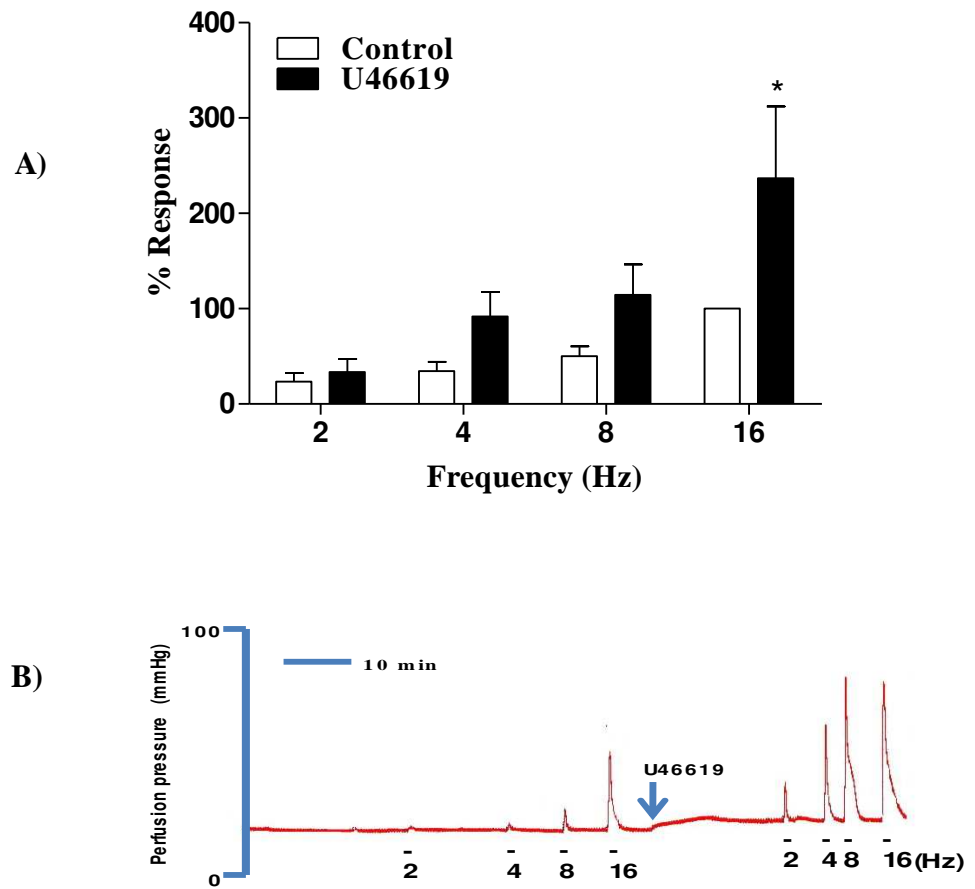 A)
% Response
400
300
200
100
0
Control
U46619
*
2 4 8 16
Frequency (Hz)
B)
Perfusion pressure (mmHg)
100
0
10 min
U46619
2 4 8 16 2 4 8 16(Hz)